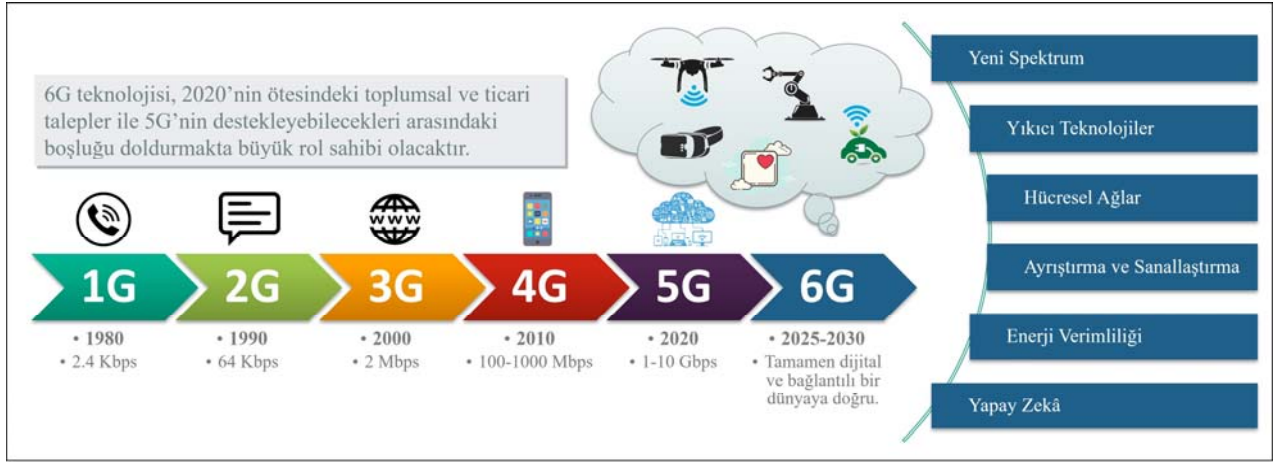 6G teknolojisi, 2020’nin ötesindeki toplumsal ve ticari
talepler ile 5G’nin destekleyebilecekleri arasındaki
boşluğu doldurmakta büyük rol sahibi olacaktır.
www
1G
2G
3G
4G
5G
6G
• 1980
• 2.4 Kbps
• 1990
• 64 Kbps
• 2000
• 2 Mbps
• 2010
• 100-1000 Mbps
• 2020
• 1-10 Gbps
• 2025-2030
• Tamamen dijital
ve bağlantılı bir
dünyaya doğru.
Yeni Spektrum
Yıkıcı Teknolojiler
Hücresel Ağlar
Ayrıştırma ve Sanallaştırma
Enerji Verimliliği
Yapay Zekâ